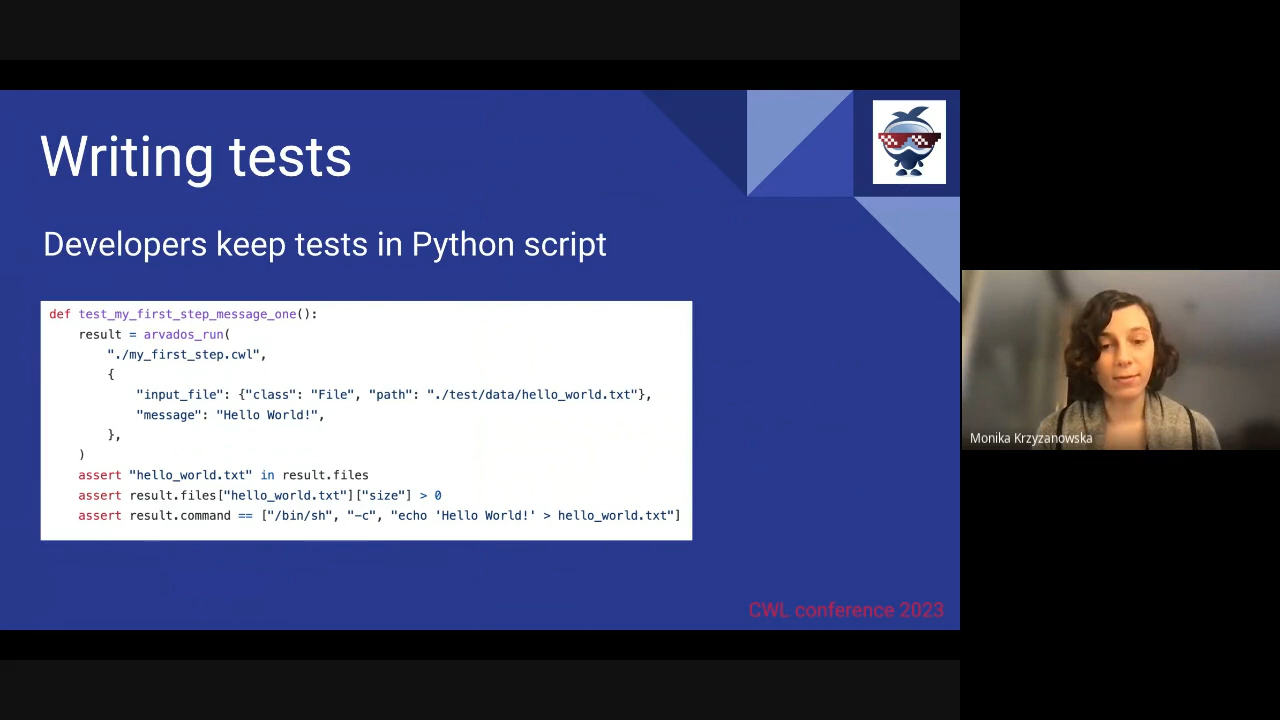 Writing tests
Developers keep tests in Python script
def test_my_first_step_message_one():
    result = arvados_run(
        "./my_first_step.cwl",
        {
            "input_file": {"class": "File", "path": "./test/data/hello_world.txt"},
            "message": "Hello World!",
        },
    )
    assert "hello_world.txt" in result.files
    assert result.files["hello_world.txt"]["size"] > 0
    assert result.command == ["/bin/sh", "-c", "echo 'Hello World!' > hello_world.txt"]
CWL conference 2023
Monika Krzyzanowska